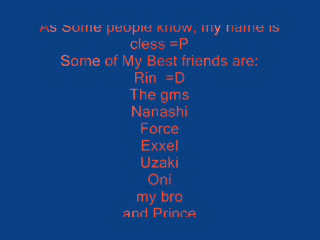 As Some people know, my name is
cless =P
Some of My Best friends are:
Rin  =D
The gms
Nanashi
Force
Exxel
Uzaki
Oni
my bro
and Prince